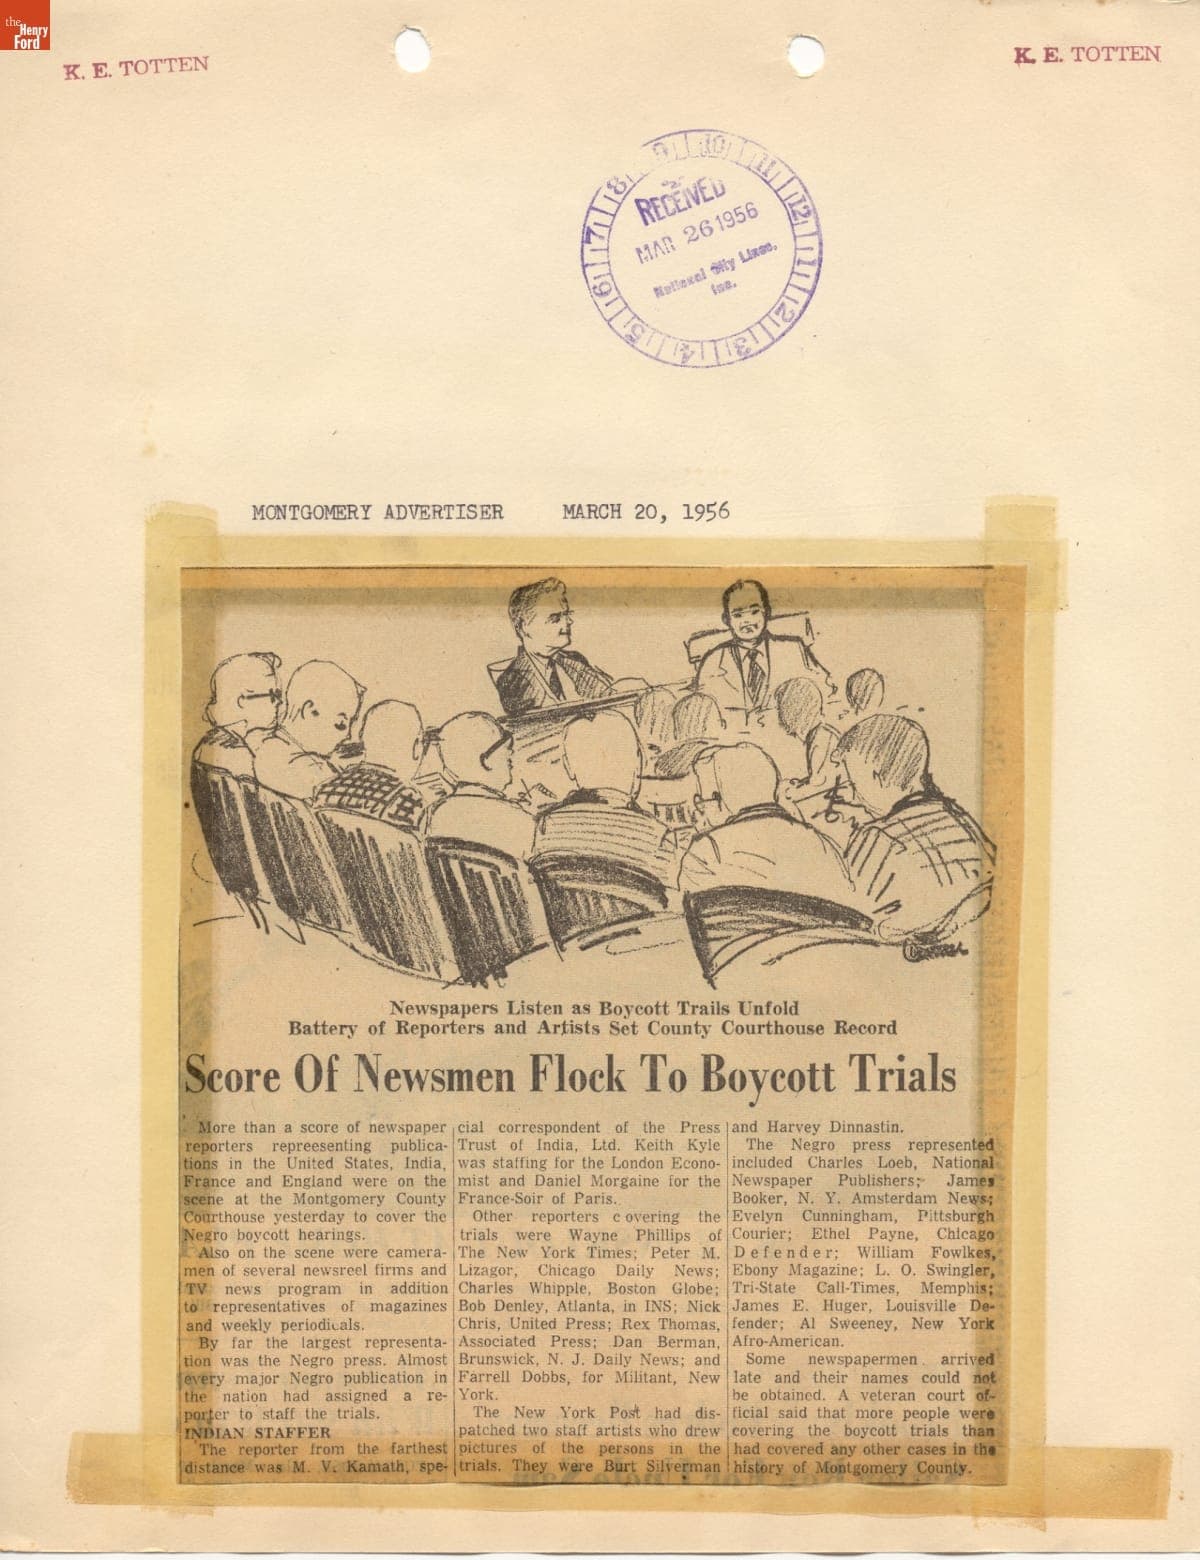 the
Henry
Ford
K. E. TOTTEN
K. E. TOTTEN
8 9 10 11 12 1 2 3 4 5 6 7
RECEIVED
MAR 26 1956
National City Lines.
Inc.
MONTGOMERY ADVERTISER MARCH 20, 1956
Newspapers Listen as Boycott Trails Unfold
Battery of Reporters and Artists Set County Courthouse Record
Score Of Newsmen Flock To Boycott Trials
More than a score of newspaper
reporters repreesenting publica-
tions in the United States, India,
France and England were on the
scene at the Montgomery County
Courthouse yesterday to cover the
Negro boycott hearings.
Also on the scene were camera-
men of several newsreel firms and
TV news program in addition
to representatives of magazines
and weekly periodicals.
By far the largest representa-
tion was the Negro press. Almost
every major Negro publication in
the nation had assigned a re-
porter to staff the trials.
INDIAN STAFFER
The reporter from the farthest
distance was M. V. Kamath, spe-
cial correspondent of the Press
Trust of India, Ltd. Keith Kyle
was staffing for the London Econo-
mist and Daniel Morgaine for the
France-Soir of Paris.
Other reporters covering the
trials were Wayne Phillips of
The New York Times; Peter M.
Lizagor, Chicago Daily News;
Charles Whipple, Boston Globe;
Bob Denley, Atlanta, in INS; Nick
Chris, United Press; Rex Thomas,
Associated Press; Dan Berman,
Brunswick, N. J. Daily News; and
Farrell Dobbs, for Militant, New
York.
The New York Post had dis-
patched two staff artists who drew
pictures of the persons in the
trials. They were Burt Silverman
and Harvey Dinnastin.
The Negro press represented
included Charles Loeb, National
Newspaper Publishers; James
Booker, N. Y. Amsterdam News;
Evelyn Cunningham, Pittsburgh
Courier; Ethel Payne, Chicago
Defender; William Fowlkes,
Ebony Magazine; L. O. Swingler,
Tri-State Call-Times, Memphis;
James E. Huger, Louisville De-
fender; Al Sweeney, New York
Afro-American.
Some newspapermen arrived
late and their names could not
be obtained. A veteran court of-
ficial said that more people were
covering the boycott trials than
had covered any other cases in the
history of Montgomery County.